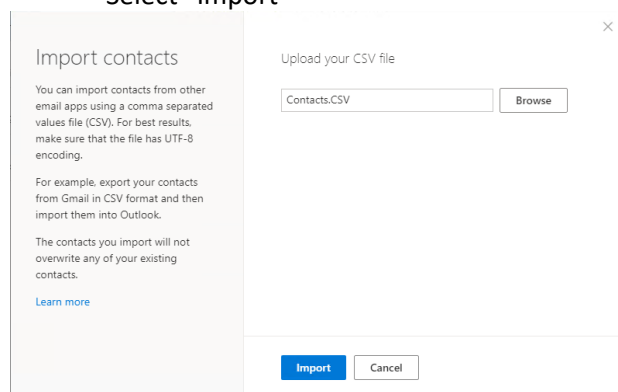 Select "Import"
Import contacts
You can import contacts from other
email apps using a comma separated
values file (CSV). For best results,
make sure that the file has UTF-8
encoding.
For example, export your contacts
from Gmail in CSV format and then
import them into Outlook.
The contacts you import will not
overwrite any of your existing
contacts.
Learn more
Upload your CSV file
Contacts.CSV
Browse
Import
Cancel